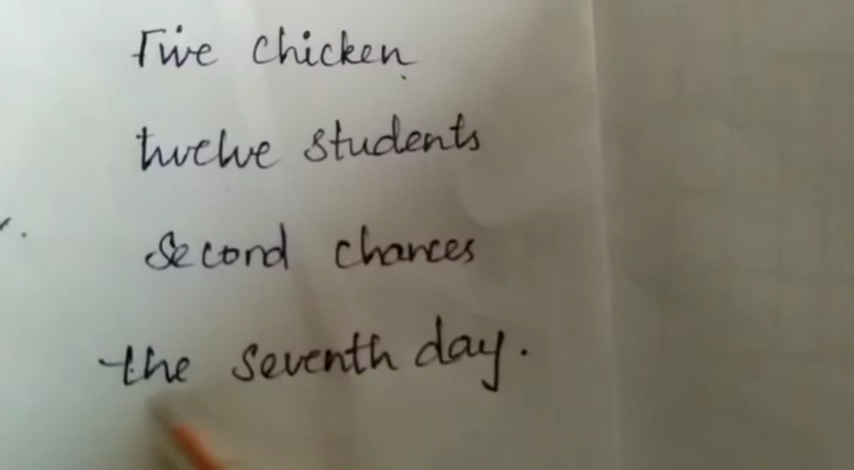 Five chicken
twelve students
second chances
the seventh day.